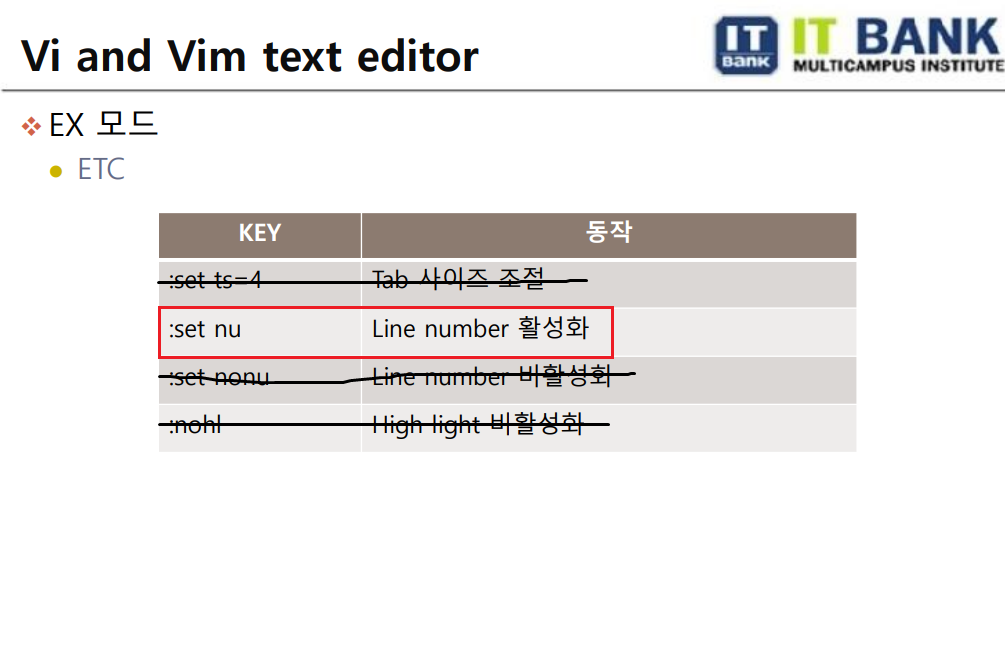 Vi and Vim text editor
IT BANK
IT BANK
MULTICAMPUS INSTITUTE
EX 모드
ETC
KEY 동작
:set ts=4 Tab 사이즈 조절
:set nu Line number 활성화
:set nonu Line number 비활성화
:nohl High light 비활성화